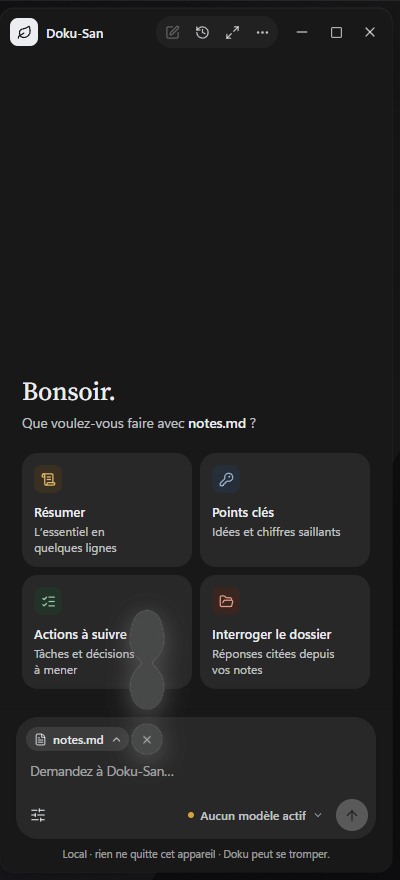 Doku-San
Bonsoir.
Que voulez-vous faire avec notes.md ?
Résumer
L'essentiel en
quelques lignes
Points clés
Idées et chiffres saillants
Actions à suivre
Tâches et décisions
à mener
Interroger le dossier
Réponses citées depuis
vos notes
notes.md
Demandez à Doku-San...
Aucun modèle actif
Local · rien ne quitte cet appareil · Doku peut se tromper.